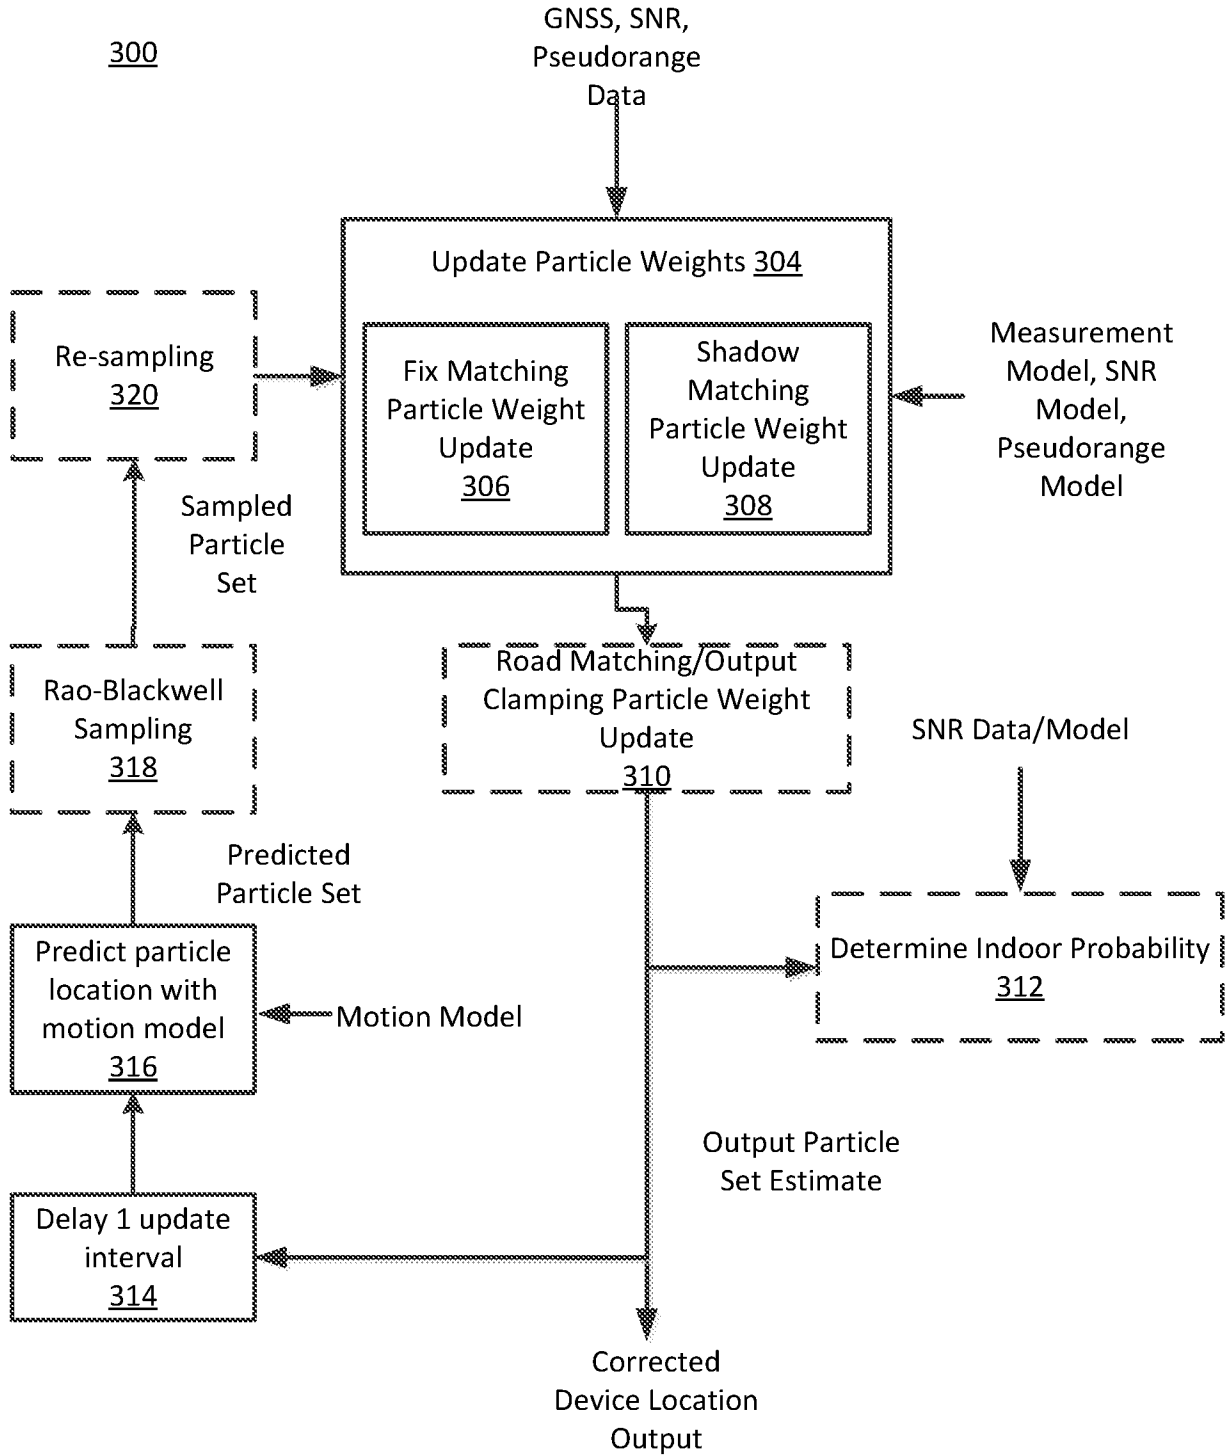 300
GNSS, SNR,
Pseudorange
Data
Update Particle Weights 304
Re-sampling
320
Fix Matching
Particle Weight
Update
306
Shadow
Matching
Particle Weight
Update
308
Measurement
Model, SNR
Model,
Pseudorange
Model
Sampled
Particle
Set
Rao-Blackwell
Sampling
318
Road Matching/Output
Clamping Particle Weight
Update
310
SNR Data/Model
Predicted
Particle Set
Determine Indoor Probability
312
Predict particle
location with
motion model
316
Motion Model
Output Particle
Set Estimate
Delay 1 update
interval
314
Corrected
Device Location
Output